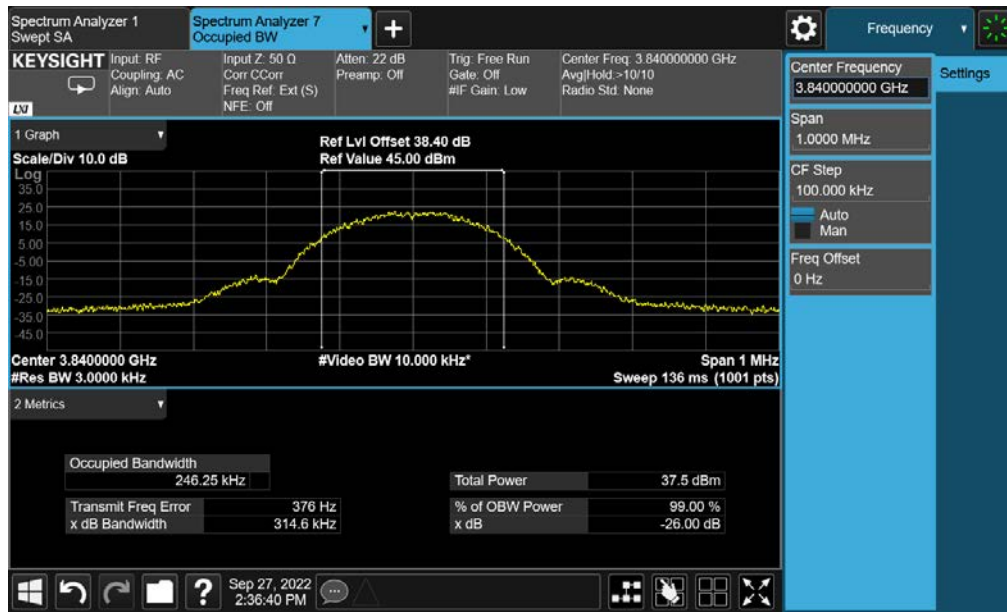 Spectrum Analyzer 1
Swept SA
Spectrum Analyzer 7
Occupied BW
+
Frequency
KEYSIGHT
LXI
Input: RF
Coupling: AC
Align: Auto
Input Z: 50 Ω
Corr CCorr
Freq Ref: Ext (S)
NFE: Off
Atten: 22 dB
Preamp: Off
Trig: Free Run
Gate: Off
#IF Gain: Low
Center Freq: 3.840000000 GHz
Avg|Hold:>10/10
Radio Std: None
Center Frequency
3.840000000 GHz
Settings
Span
1.0000 MHz
CF Step
100.000 kHz
Auto
Man
Freq Offset
0 Hz
1 Graph
Scale/Div 10.0 dB
Ref Lvl Offset 38.40 dB
Ref Value 45.00 dBm
Log
35.0
25.0
15.0
5.00
-5.00
-15.0
-25.0
-35.0
-45.0
Center 3.8400000 GHz
#Video BW 10.000 kHz*
Span 1 MHz
#Res BW 3.0000 kHz
Sweep 136 ms (1001 pts)
2 Metrics
Occupied Bandwidth
246.25 kHz
Total Power 37.5 dBm
Transmit Freq Error 376 Hz
% of OBW Power 99.00 %
x dB Bandwidth 314.6 kHz
x dB -26.00 dB
?
Sep 27, 2022
2:36:40 PM